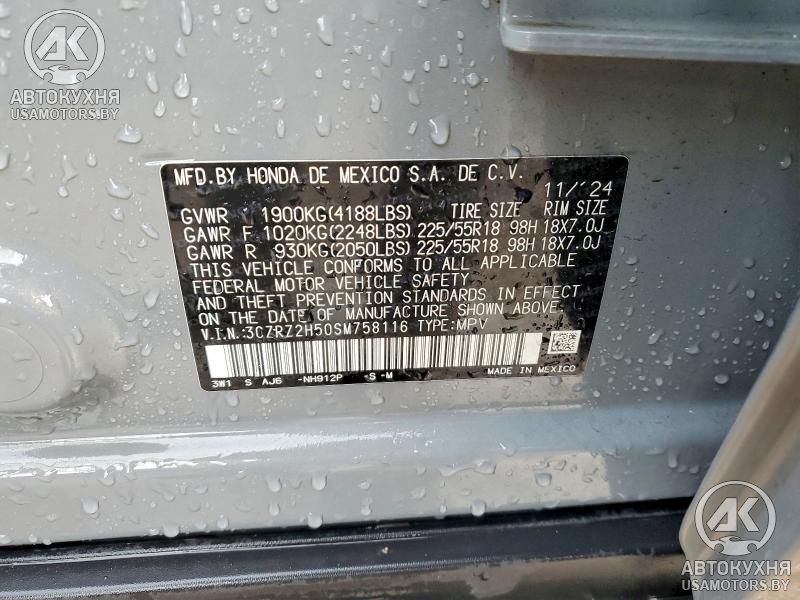 AK
АВТОКУХНЯ
USAMOTORS.BY
MFD.BY HONDA DE MEXICO S.A. DE C.V.
11/'24
GVWR 1900KG(4188LBS) TIRE SIZE RIM SIZE
GAWR F 1020KG(2248LBS) 225/55R18 98H 18X7.0J
GAWR R 930KG(2050LBS) 225/55R18 98H 18X7.0J
THIS VEHICLE CONFORMS TO ALL APPLICABLE
FEDERAL MOTOR VEHICLE SAFETY
AND THEFT PREVENTION STANDARDS IN EFFECT
ON THE DATE OF MANUFACTURE SHOWN ABOVE.
V.I.N. 3CZRZ2H50SM758116 TYPE:MPV
3W1 S AJ6 -NH912P -S -M MADE IN MEXICO
AK
АВТОКУХНЯ
USAMOTORS.BY